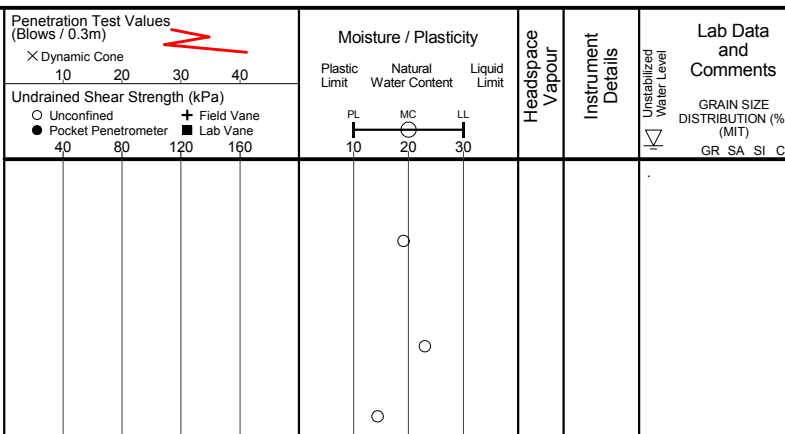 Penetration Test Values
(Blows / 0.3m)
× Dynamic Cone
10 20 30 40
Undrained Shear Strength (kPa)
○ Unconfined + Field Vane
● Pocket Penetrometer ■ Lab Vane
40 80 120 160
Moisture / Plasticity
Plastic Natural Liquid
Limit Water Content Limit
PL MC LL
10 20 30
Headspace
Vapour
Instrument
Details
Unstabilized
Water Level
Lab Data
and
Comments
GRAIN SIZE
DISTRIBUTION (%
(MIT)
GR SA SI C